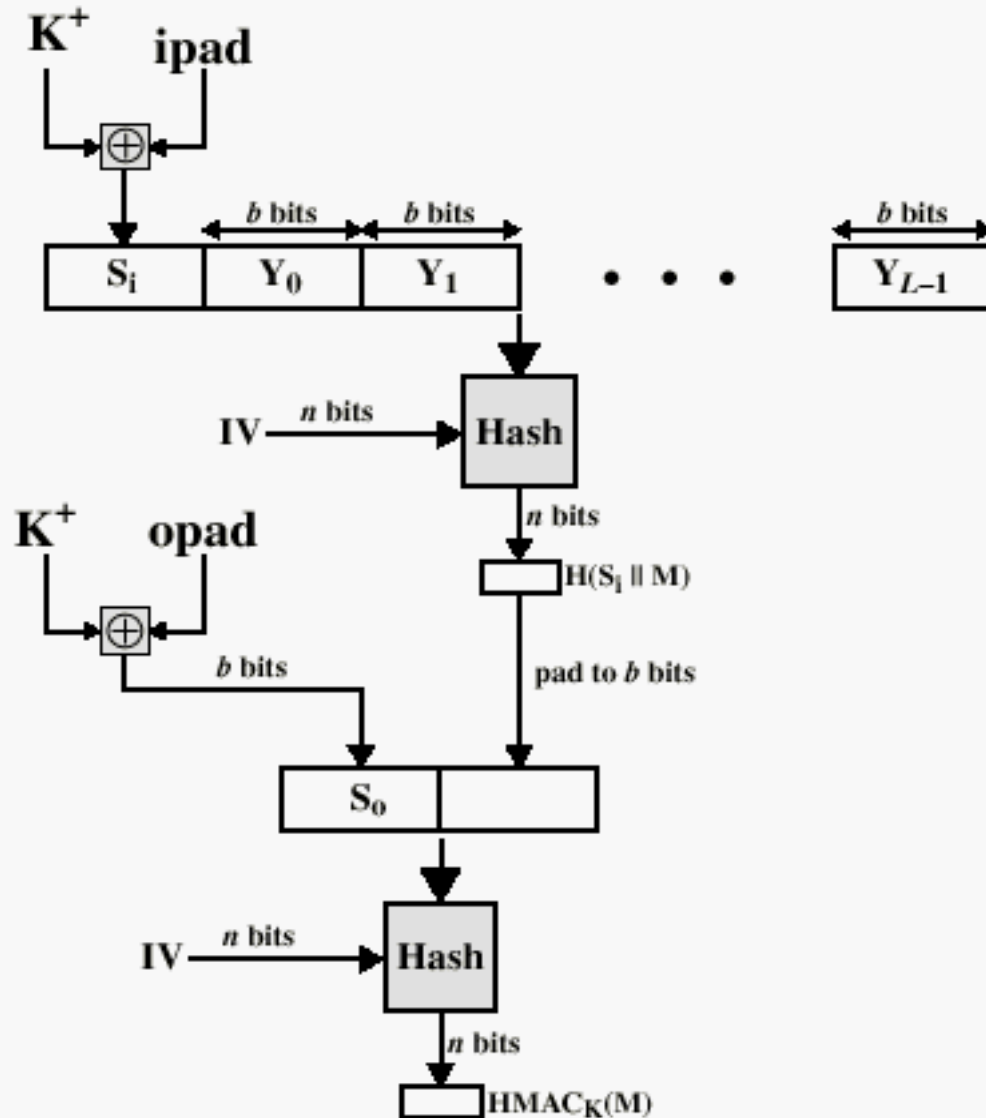 K+ ipad
⊕
b bits b bits b bits
Si Y0 Y1 • • • YL–1
IV n bits Hash
n bits
H(Si || M)
K+ opad
⊕
b bits
pad to b bits
So
IV n bits Hash
n bits
HMACK(M)